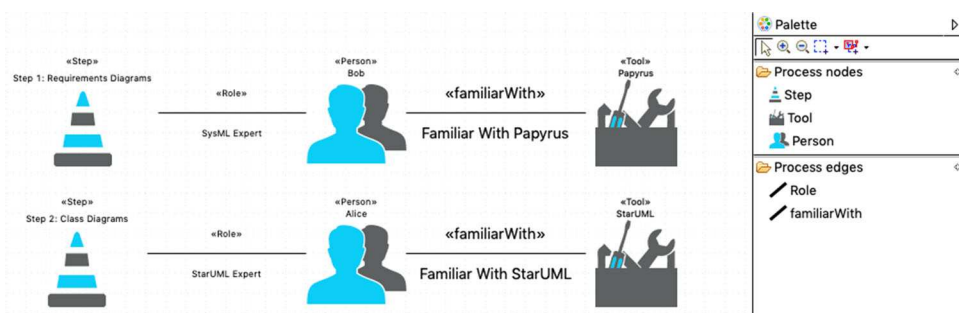 «Step»
Step 1: Requirements Diagrams
«Role»
SysML Expert
«Person»
Bob
«familiarWith»
Familiar With Papyrus
«Tool»
Papyrus
«Step»
Step 2: Class Diagrams
«Role»
StarUML Expert
«Person»
Alice
«familiarWith»
Familiar With StarUML
«Tool»
StarUML
Palette
Process nodes
Step
Tool
Person
Process edges
Role
familiarWith